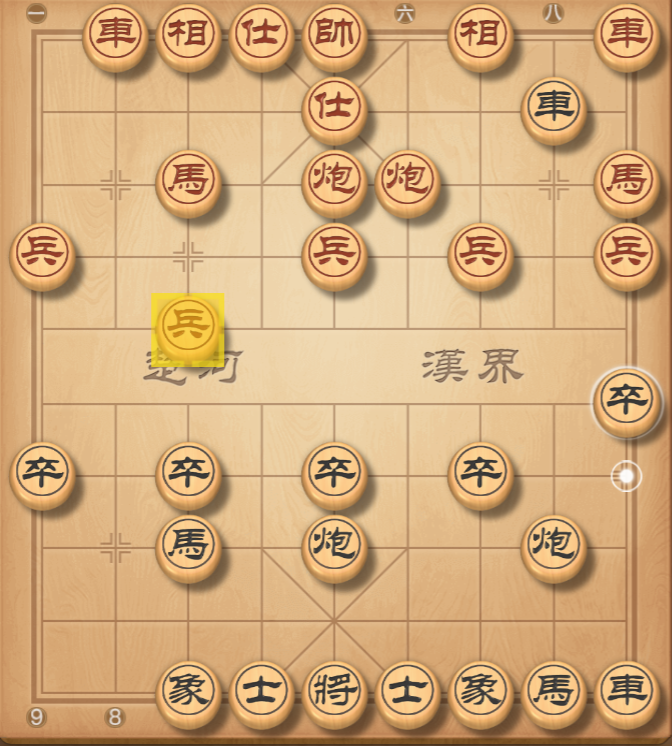 一 六 八
車 相 仕 帥 相 車
仕 車
馬 炮 炮 馬
兵 兵 兵 兵
兵
楚河 漢界
卒
卒 卒 卒 卒
馬 炮 炮
象 士 將 士 象 馬 車
9 8